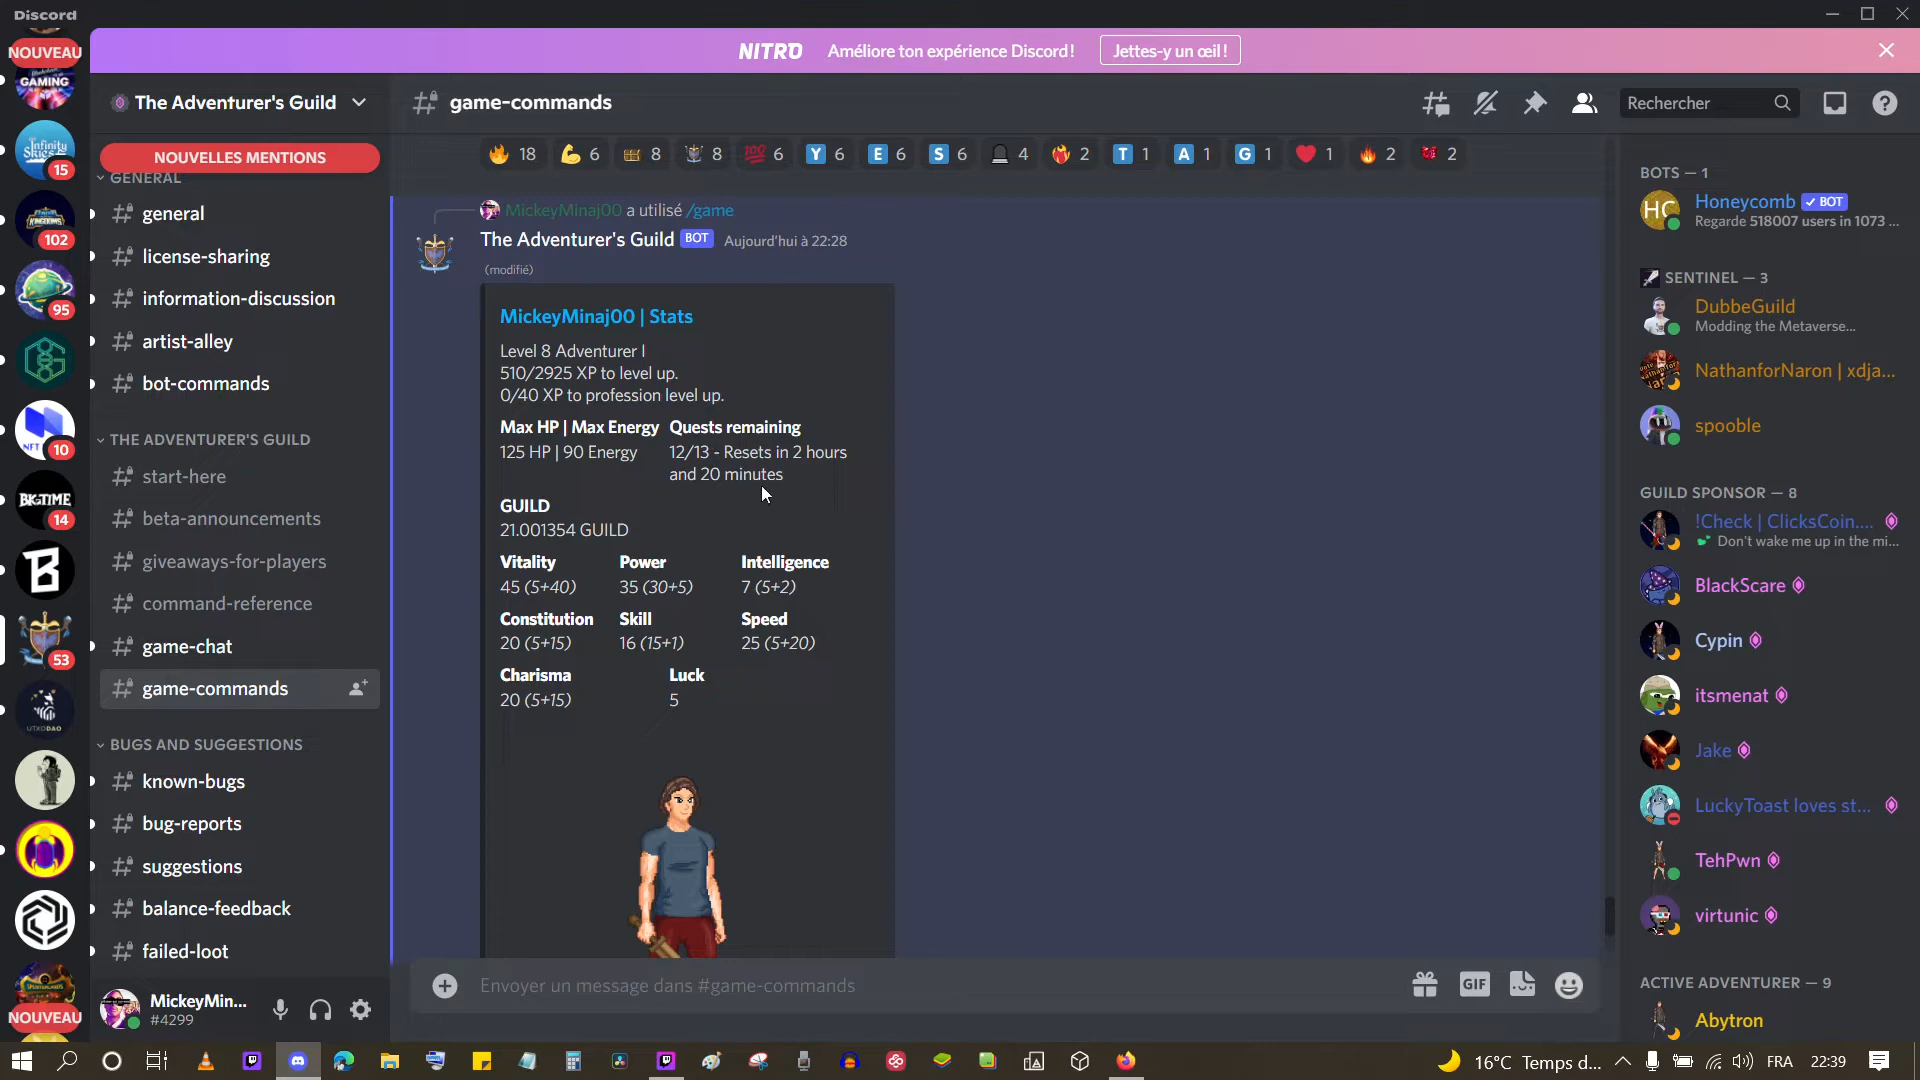 Discord
NITRO Améliore ton expérience Discord! Jettes-y un œil!
NOUVEAU
GAMING
Infinity Skies
15
KINGDOMS
102
95
NFT
10
BIGTIME
14
B
53
UTXODAO
NOUVEAU
The Adventurer's Guild
NOUVELLES MENTIONS
GENERAL
general
license-sharing
information-discussion
artist-alley
bot-commands
THE ADVENTURER'S GUILD
start-here
beta-announcements
giveaways-for-players
command-reference
game-chat
game-commands
BUGS AND SUGGESTIONS
known-bugs
bug-reports
suggestions
balance-feedback
failed-loot
MickeyMin...
#4299
game-commands
Rechercher
18 6 8 8 💯 6 Y 6 E 6 S 6 4 2 T 1 A 1 G 1 1 2 2
MickeyMinaj00 a utilisé /game
The Adventurer's Guild BOT Aujourd'hui à 22:28
(modifié)
MickeyMinaj00 | Stats
Level 8 Adventurer I
510/2925 XP to level up.
0/40 XP to profession level up.
Max HP | Max Energy Quests remaining
125 HP | 90 Energy 12/13 - Resets in 2 hours
and 20 minutes
GUILD
21.001354 GUILD
Vitality Power Intelligence
45 (5+40) 35 (30+5) 7 (5+2)
Constitution Skill Speed
20 (5+15) 16 (15+1) 25 (5+20)
Charisma Luck
20 (5+15) 5
Envoyer un message dans #game-commands
GIF
BOTS — 1
HC
Honeycomb BOT
Regarde 518007 users in 1073 ...
SENTINEL — 3
DubbeGuild
Modding the Metaverse...
NathanforNaron | xdja...
spooble
GUILD SPONSOR — 8
!Check | ClicksCoin....
Don't wake me up in the mi...
BlackScare
Cypin
itsmenat
Jake
LuckyToast loves st...
TehPwn
virtunic
ACTIVE ADVENTURER — 9
Abytron
16°C Temps d... FRA 22:39